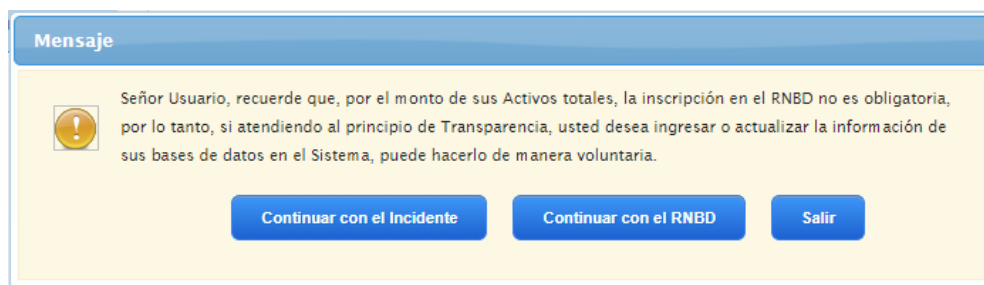 Mensaje
Señor Usuario, recuerde que, por el monto de sus Activos totales, la inscripción en el RNBD no es obligatoria,
por lo tanto, si atendiendo al principio de Transparencia, usted desea ingresar o actualizar la información de
sus bases de datos en el Sistema, puede hacerlo de manera voluntaria.
Continuar con el Incidente Continuar con el RNBD Salir